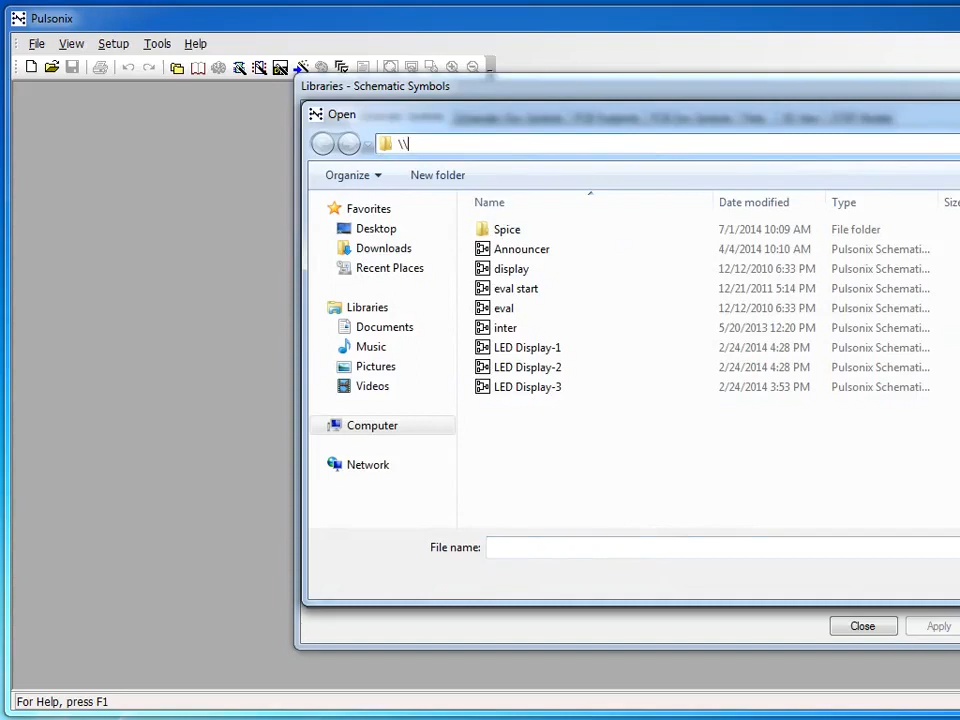 Pulsonix
File View Setup Tools Help
Libraries - Schematic Symbols
Open
\\
Organize New folder
Name Date modified Type Size
Favorites
Desktop
Downloads
Recent Places
Libraries
Documents
Music
Pictures
Videos
Computer
Network
Spice 7/1/2014 10:09 AM File folder
Announcer 4/4/2014 10:10 AM Pulsonix Schemati...
display 12/12/2010 6:33 PM Pulsonix Schemati...
eval start 12/21/2011 5:14 PM Pulsonix Schemati...
eval 12/12/2010 6:33 PM Pulsonix Schemati...
inter 5/20/2013 12:20 PM Pulsonix Schemati...
LED Display-1 2/24/2014 4:28 PM Pulsonix Schemati...
LED Display-2 2/24/2014 4:28 PM Pulsonix Schemati...
LED Display-3 2/24/2014 3:53 PM Pulsonix Schemati...
File name:
Close Apply
For Help, press F1